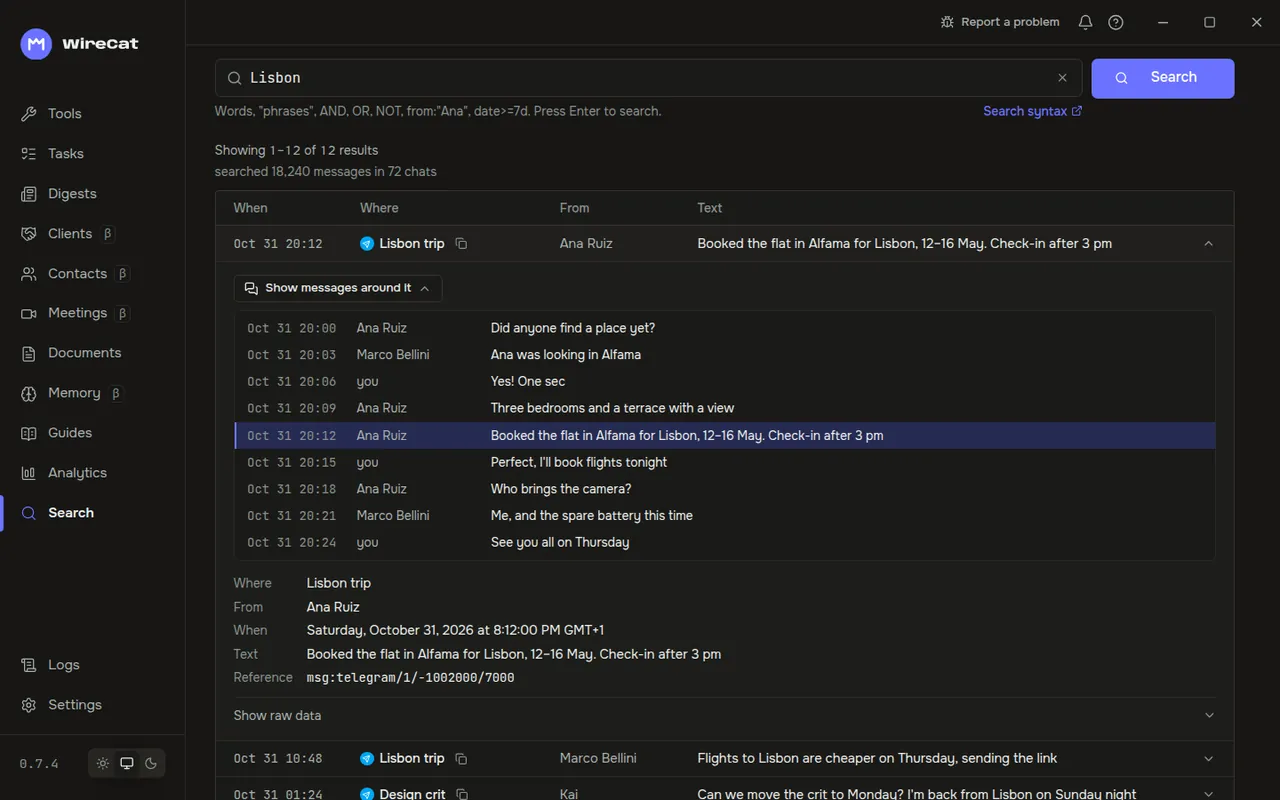 WireCat
Report a problem
Tools
Tasks
Digests
Clients β
Contacts β
Meetings β
Documents
Memory β
Guides
Analytics
Search
Logs
Settings
0.7.4
Lisbon
Search
Words, "phrases", AND, OR, NOT, from:"Ana", date>=7d. Press Enter to search.
Search syntax
Showing 1–12 of 12 results
searched 18,240 messages in 72 chats
When Where From Text
Oct 31 20:12 Lisbon trip Ana Ruiz Booked the flat in Alfama for Lisbon, 12–16 May. Check-in after 3 pm
Show messages around it
Oct 31 20:00 Ana Ruiz Did anyone find a place yet?
Oct 31 20:03 Marco Bellini Ana was looking in Alfama
Oct 31 20:06 you Yes! One sec
Oct 31 20:09 Ana Ruiz Three bedrooms and a terrace with a view
Oct 31 20:12 Ana Ruiz Booked the flat in Alfama for Lisbon, 12–16 May. Check-in after 3 pm
Oct 31 20:15 you Perfect, I'll book flights tonight
Oct 31 20:18 Ana Ruiz Who brings the camera?
Oct 31 20:21 Marco Bellini Me, and the spare battery this time
Oct 31 20:24 you See you all on Thursday
Where Lisbon trip
From Ana Ruiz
When Saturday, October 31, 2026 at 8:12:00 PM GMT+1
Text Booked the flat in Alfama for Lisbon, 12–16 May. Check-in after 3 pm
Reference msg:telegram/1/-1002000/7000
Show raw data
Oct 31 10:48 Lisbon trip Marco Bellini Flights to Lisbon are cheaper on Thursday, sending the link
Oct 31 01:24 Design crit Kai Can we move the crit to Monday? I'm back from Lisbon on Sunday night